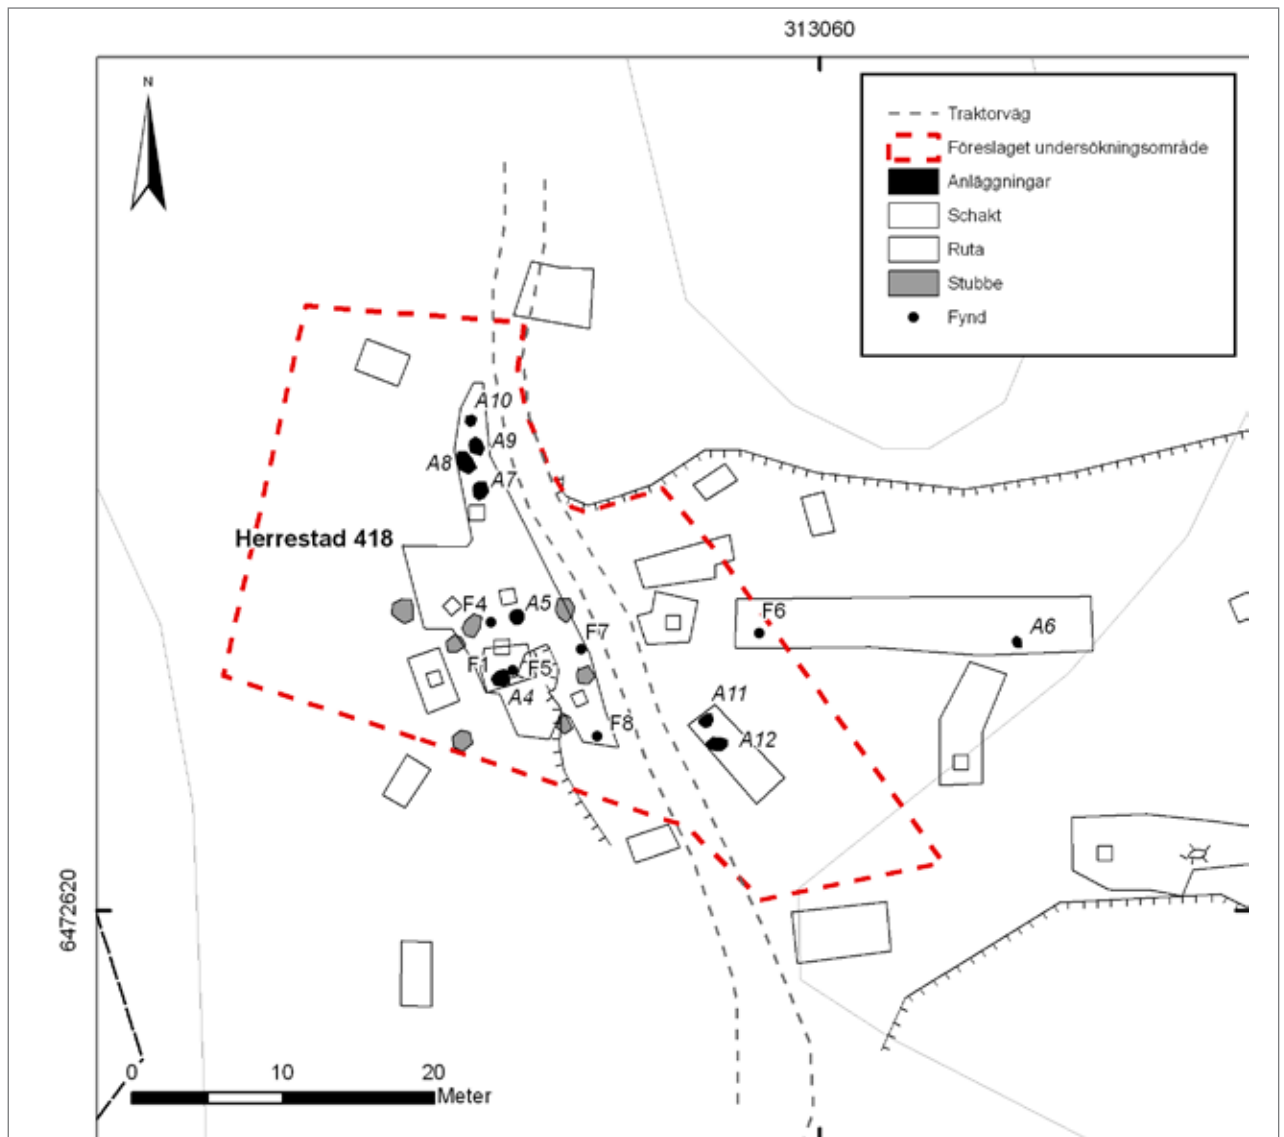 313060
N
Traktorväg
Föreslaget undersökningsområde
Anläggningar
Schakt
Ruta
Stubbe
Fynd
A10
A9
A8
A7
Herrestad 418
F4
A5
F6
A6
F7
F1
F5
A4
A11
F8
A12
6472620
0 10 20
Meter